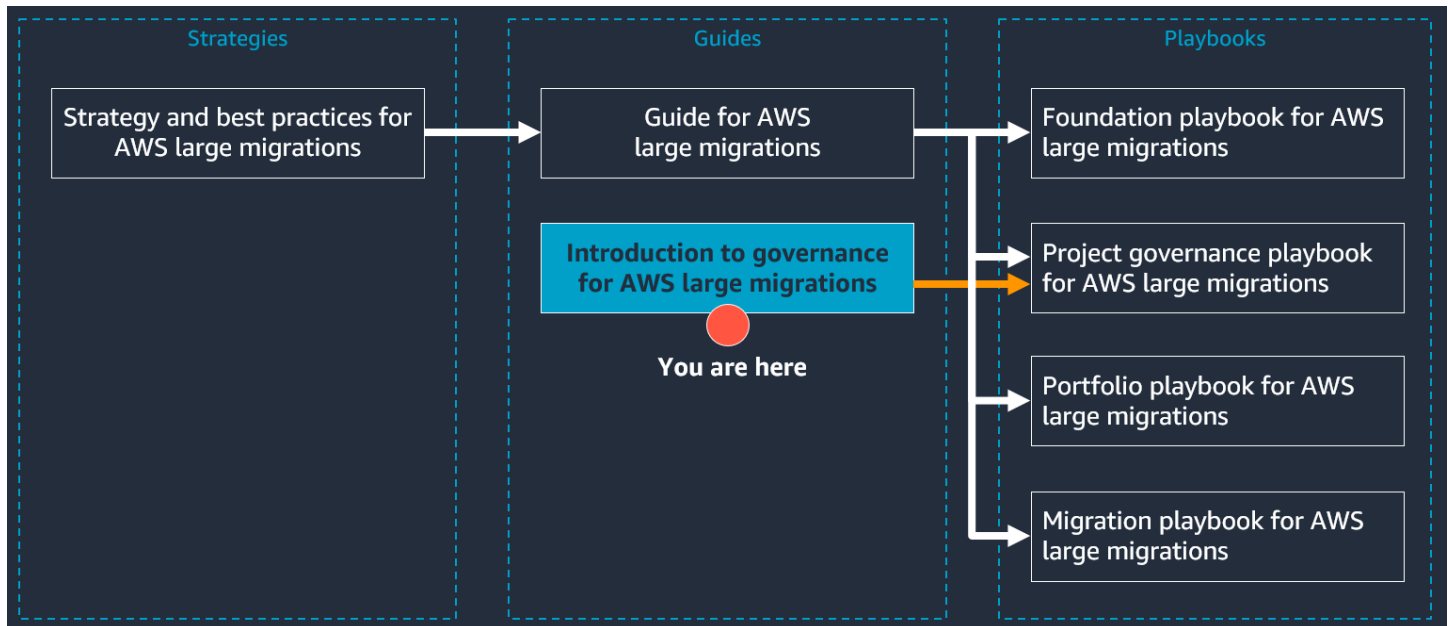 Strategies
Strategy and best practices for
AWS large migrations
Guides
Guide for AWS
large migrations
Introduction to governance
for AWS large migrations
You are here
Playbooks
Foundation playbook for AWS
large migrations
Project governance playbook
for AWS large migrations
Portfolio playbook for AWS
large migrations
Migration playbook for AWS
large migrations